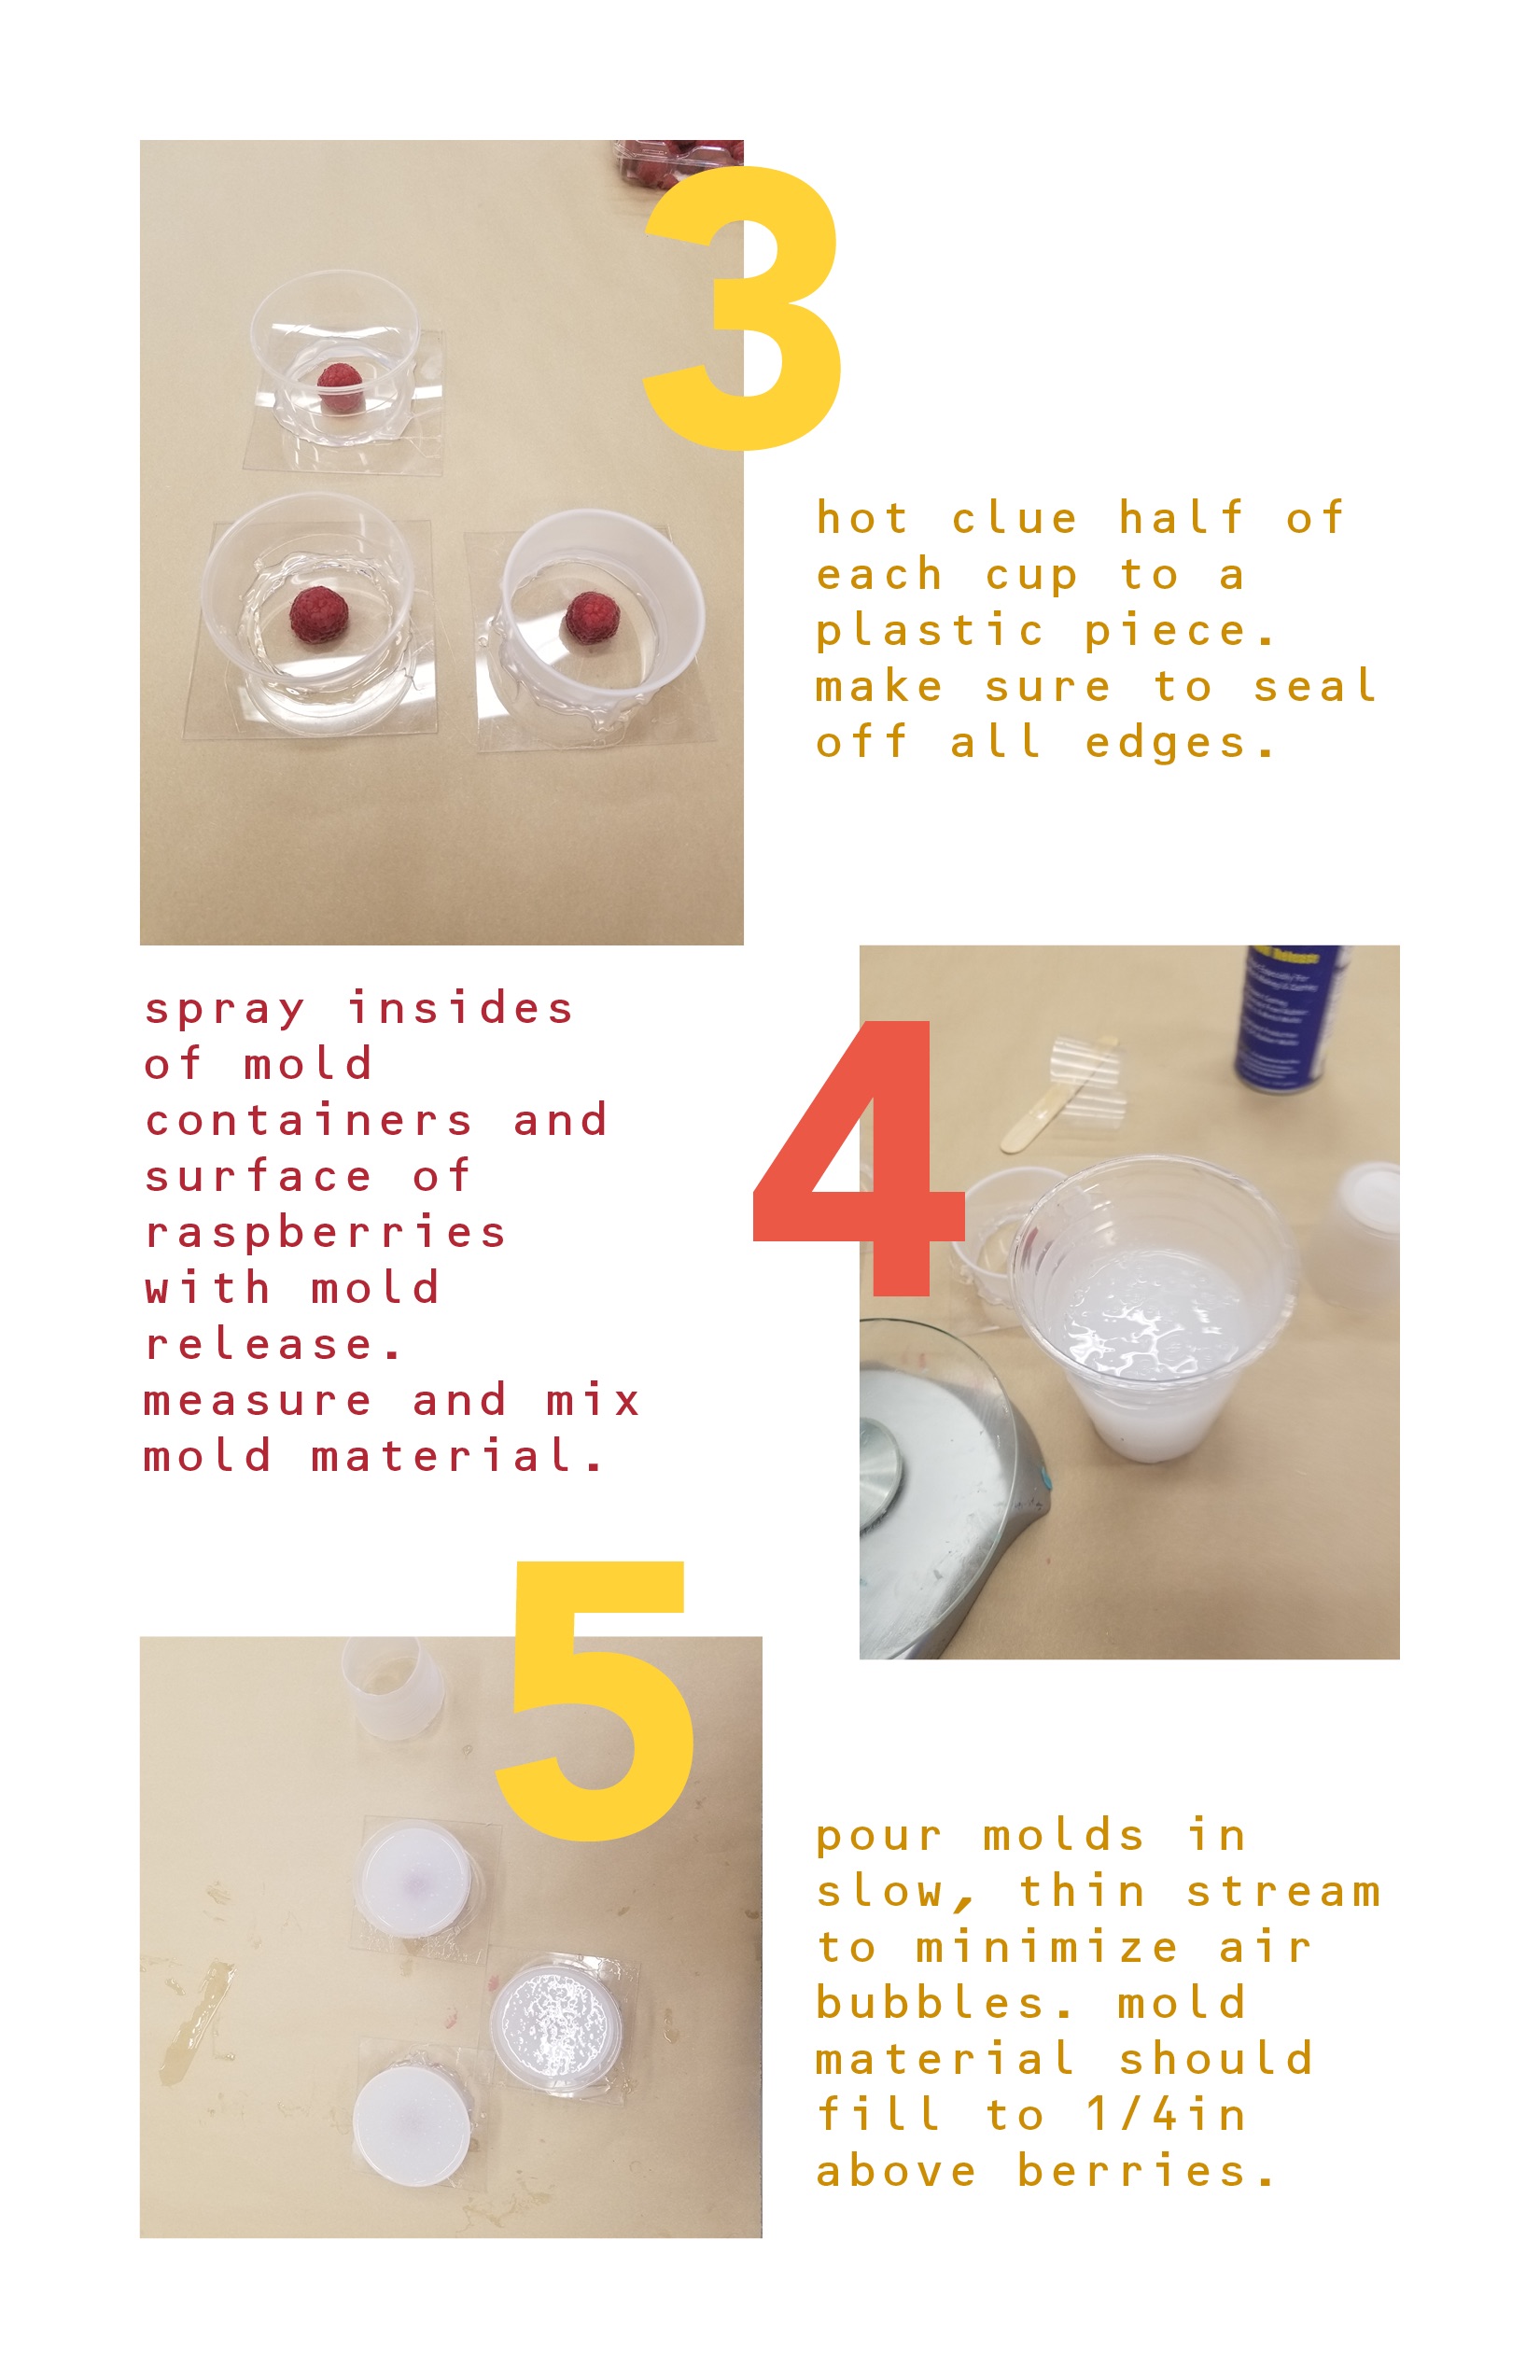 3
hot clue half of
each cup to a
plastic piece.
make sure to seal
off all edges.
spray insides
of mold
containers and
surface of
raspberries
with mold
release.
measure and mix
mold material.
4
5
pour molds in
slow, thin stream
to minimize air
bubbles. mold
material should
fill to 1/4in
above berries.